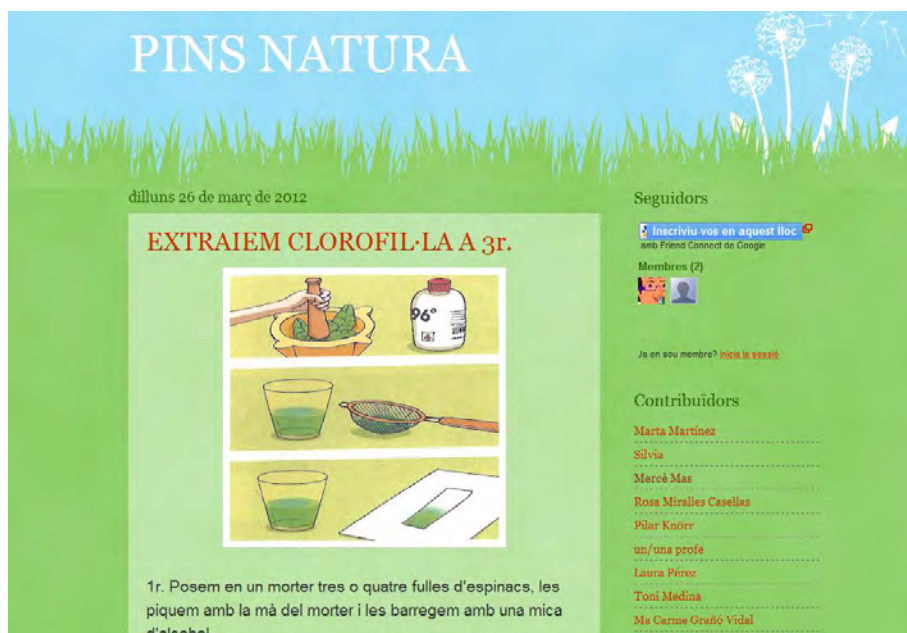 PINS NATURA
dilluns 26 de març de 2012
EXTRAIEM CLOROFIL·LA A 3r.
96°
1r. Posem en un morter tres o quatre fulles d'espinacs, les
piquem amb la mà del morter i les barregem amb una mica
d'alcohol
Seguidors
Inscriviu vos en aquest lloc
amb Friend Connect de Google
Membres (2)
Ja en sou membre? Inicia la sessió
Contribuïdors
Marta Martínez
Silvia
Mercè Mas
Rosa Miralles Casellas
Pilar Knörr
un/una profe
Laura Pérez
Toni Medina
Ma Carme Grañó Vidal